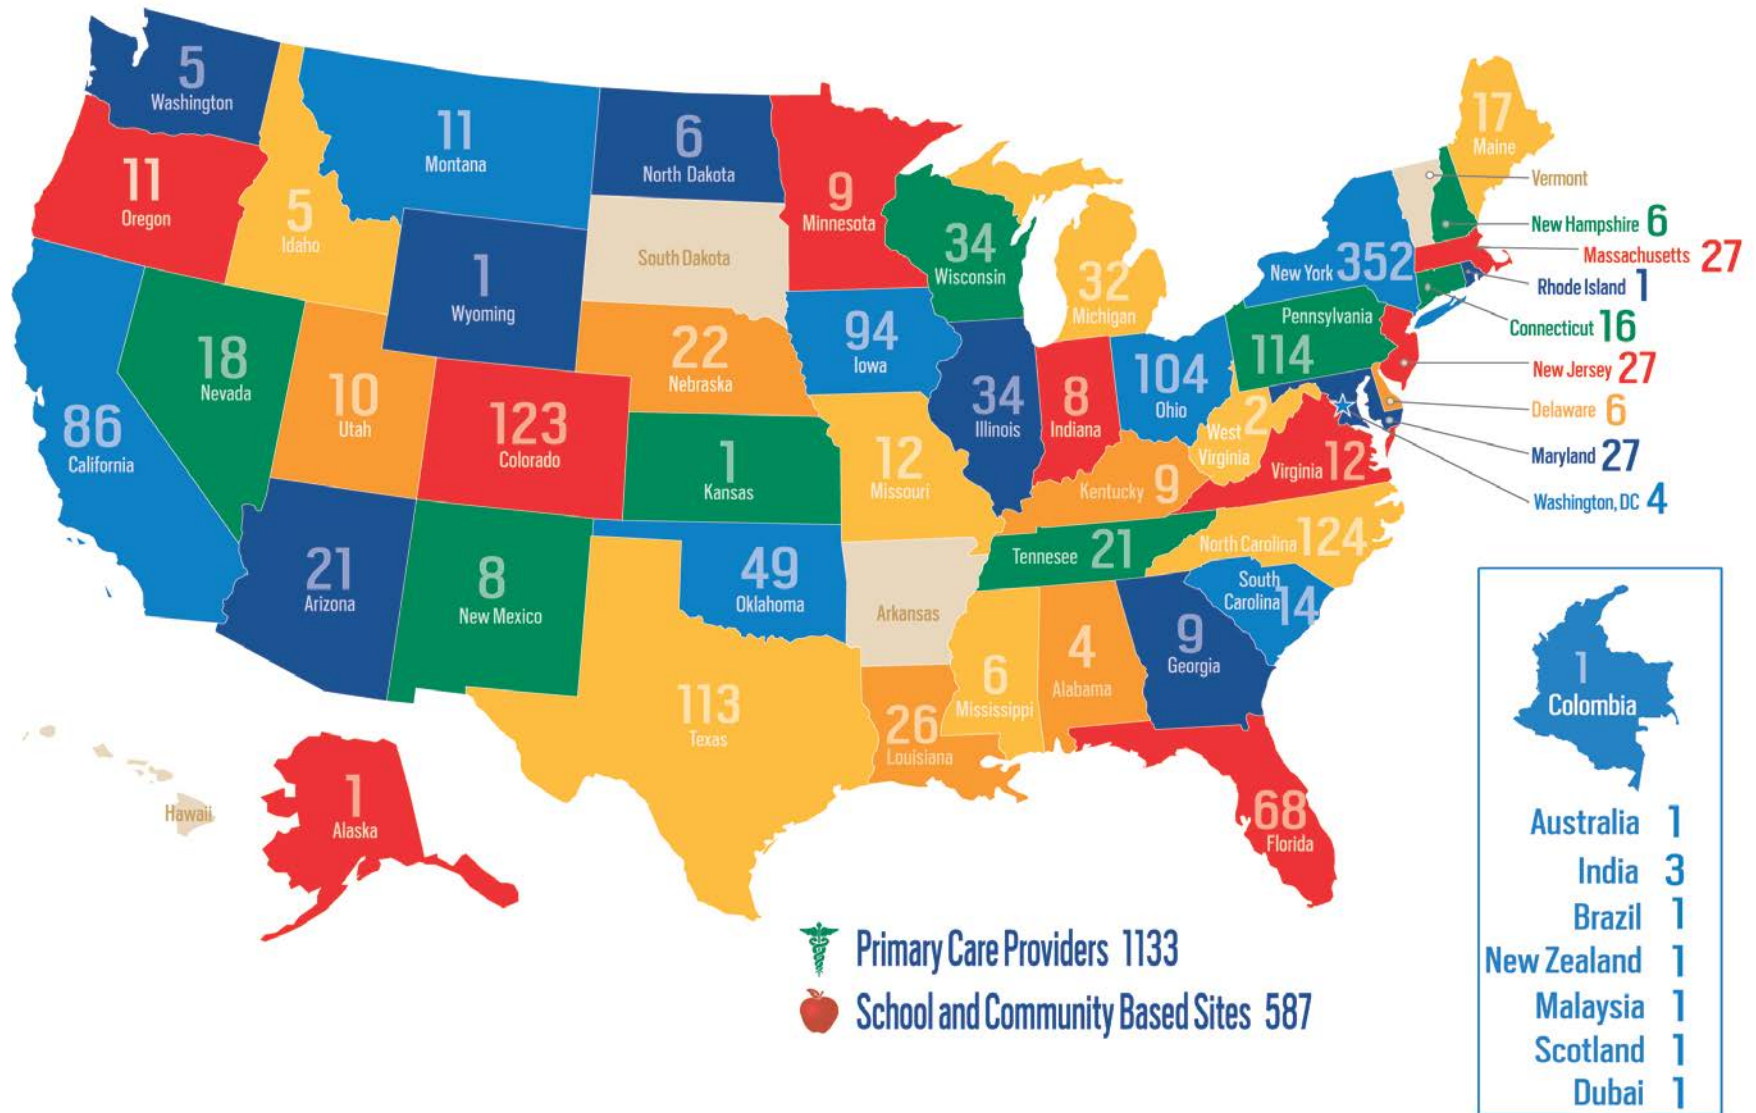 5
Washington
11
Oregon
5
Idaho
11
Montana
6
North Dakota
9
Minnesota
34
Wisconsin
32
Michigan
17
Maine
Vermont
New Hampshire 6
Massachusetts 27
Rhode Island 1
Connecticut 16
New Jersey 27
Delaware 6
Maryland 27
Washington, DC 4
New York 352
Pennsylvania
114
South Dakota
1
Wyoming
22
Nebraska
94
Iowa
34
Illinois
8
Indiana
104
Ohio
West
Virginia
2
Virginia 12
86
California
18
Nevada
10
Utah
123
Colorado
1
Kansas
12
Missouri
Kentucky 9
Tennessee 21
North Carolina 124
South
Carolina
14
21
Arizona
8
New Mexico
49
Oklahoma
Arkansas
113
Texas
26
Louisiana
6
Mississippi
4
Alabama
9
Georgia
68
Florida
Hawaii
1
Alaska
Primary Care Providers 1133
School and Community Based Sites 587
1
Colombia
Australia 1
India 3
Brazil 1
New Zealand 1
Malaysia 1
Scotland 1
Dubai 1